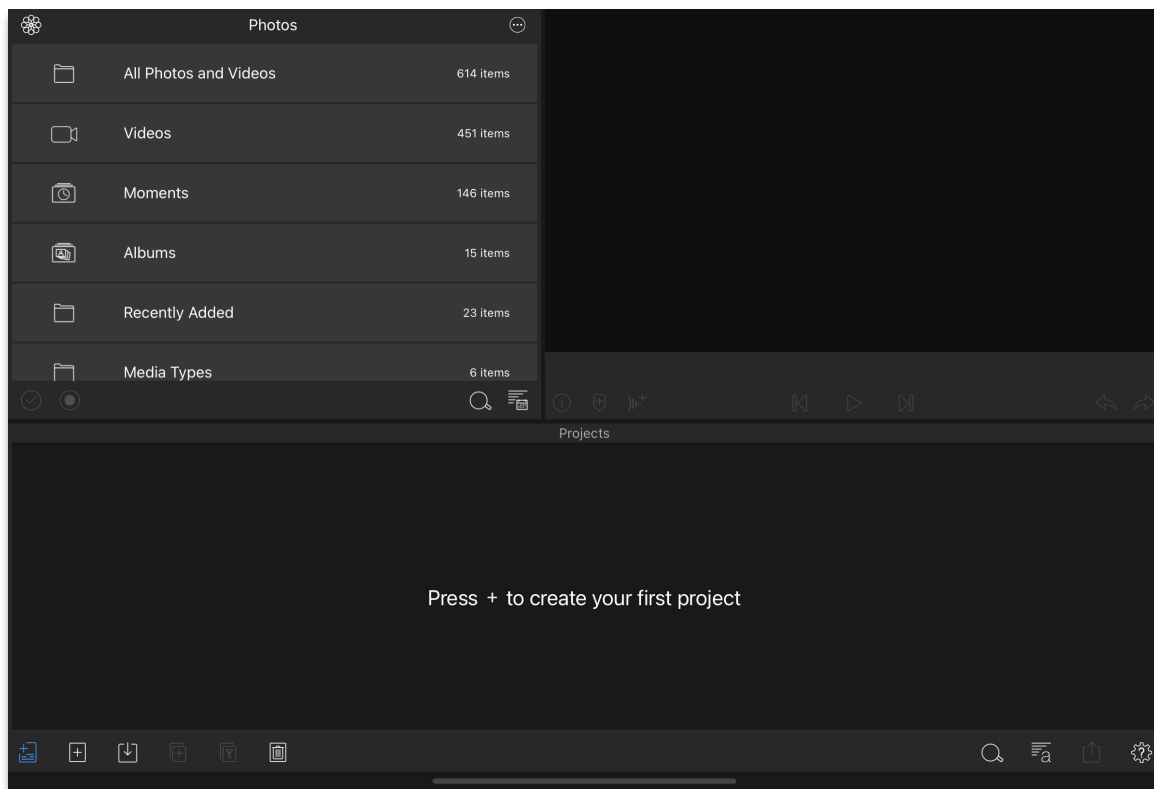 Photos
All Photos and Videos 614 items
Videos 451 items
Moments 146 items
Albums 15 items
Recently Added 23 items
Media Types 6 items
Projects
Press + to create your first project